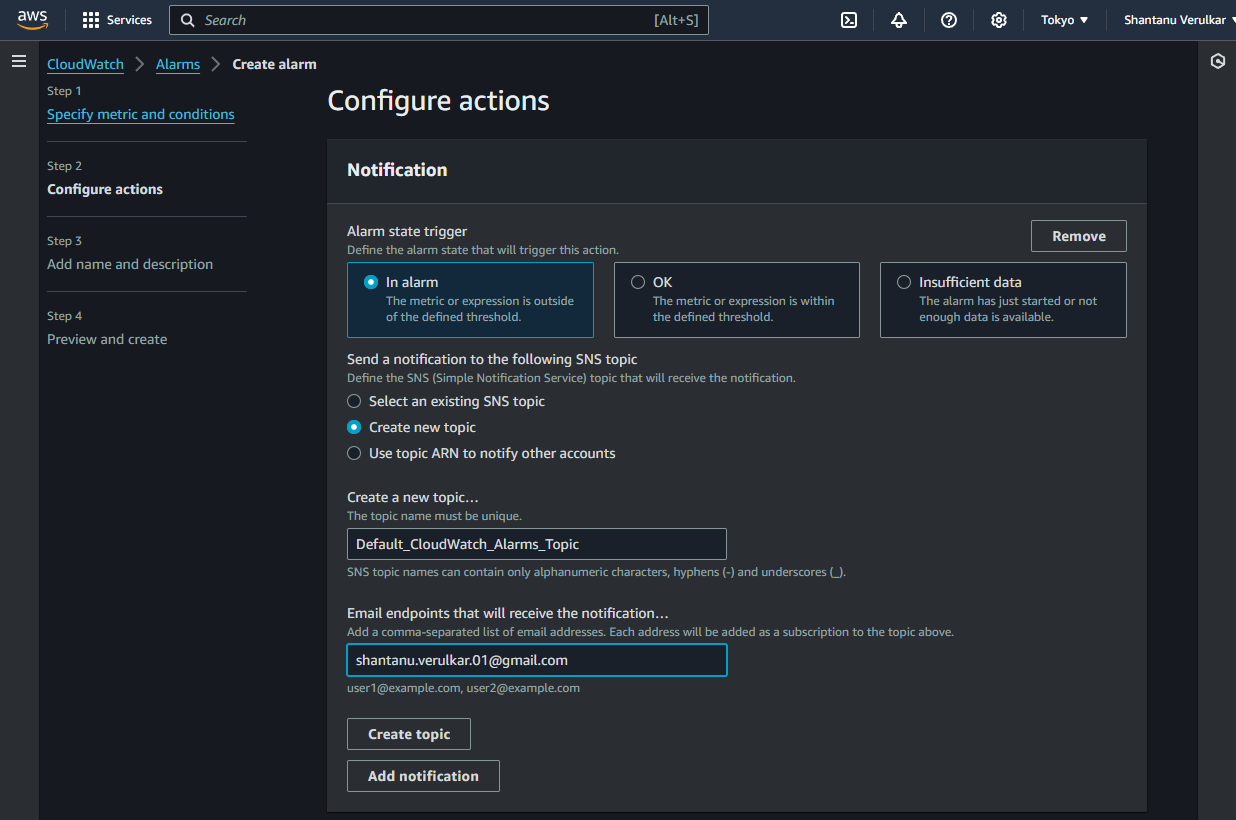 aws
Services
Search
[Alt+S]
Tokyo
Shantanu Verulkar
CloudWatch
Alarms
Create alarm
Step 1
Specify metric and conditions
Step 2
Configure actions
Step 3
Add name and description
Step 4
Preview and create
Configure actions
Notification
Alarm state trigger
Define the alarm state that will trigger this action.
Remove
In alarm
The metric or expression is outside
of the defined threshold.
OK
The metric or expression is within
the defined threshold.
Insufficient data
The alarm has just started or not
enough data is available.
Send a notification to the following SNS topic
Define the SNS (Simple Notification Service) topic that will receive the notification.
Select an existing SNS topic
Create new topic
Use topic ARN to notify other accounts
Create a new topic…
The topic name must be unique.
Default_CloudWatch_Alarms_Topic
SNS topic names can contain only alphanumeric characters, hyphens (-) and underscores (_).
Email endpoints that will receive the notification…
Add a comma-separated list of email addresses. Each address will be added as a subscription to the topic above.
shantanu.verulkar.01@gmail.com
user1@example.com, user2@example.com
Create topic
Add notification